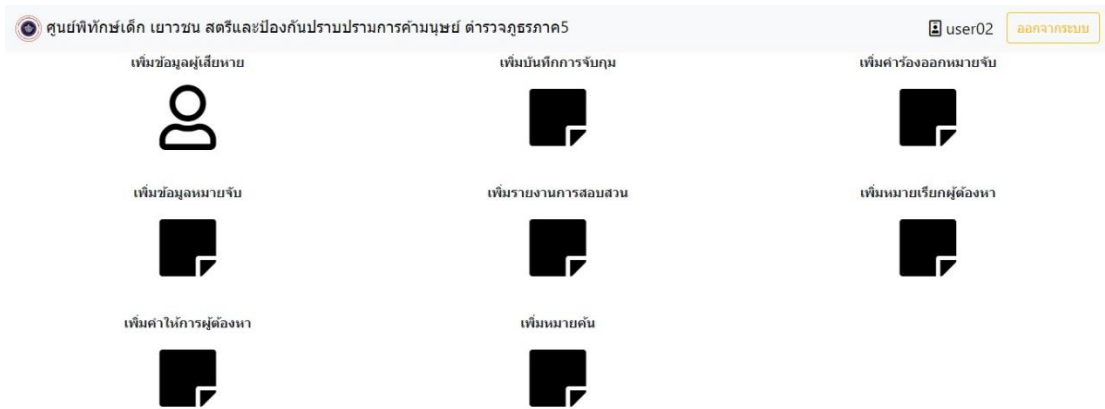 ศูนย์พิทักษ์เด็ก เยาวชน สตรีและป้องกันปราบปรามการค้ามนุษย์ ตำรวจภูธรภาค5 user02 ออกจากระบบ
เพิ่มข้อมูลผู้เสียหาย เพิ่มบันทึกการจับกุม เพิ่มคำร้องออกหมายจับ
เพิ่มข้อมูลหมายจับ เพิ่มรายงานการสอบสวน เพิ่มหมายเรียกผู้ต้องหา
เพิ่มคำให้การผู้ต้องหา เพิ่มหมายค้น